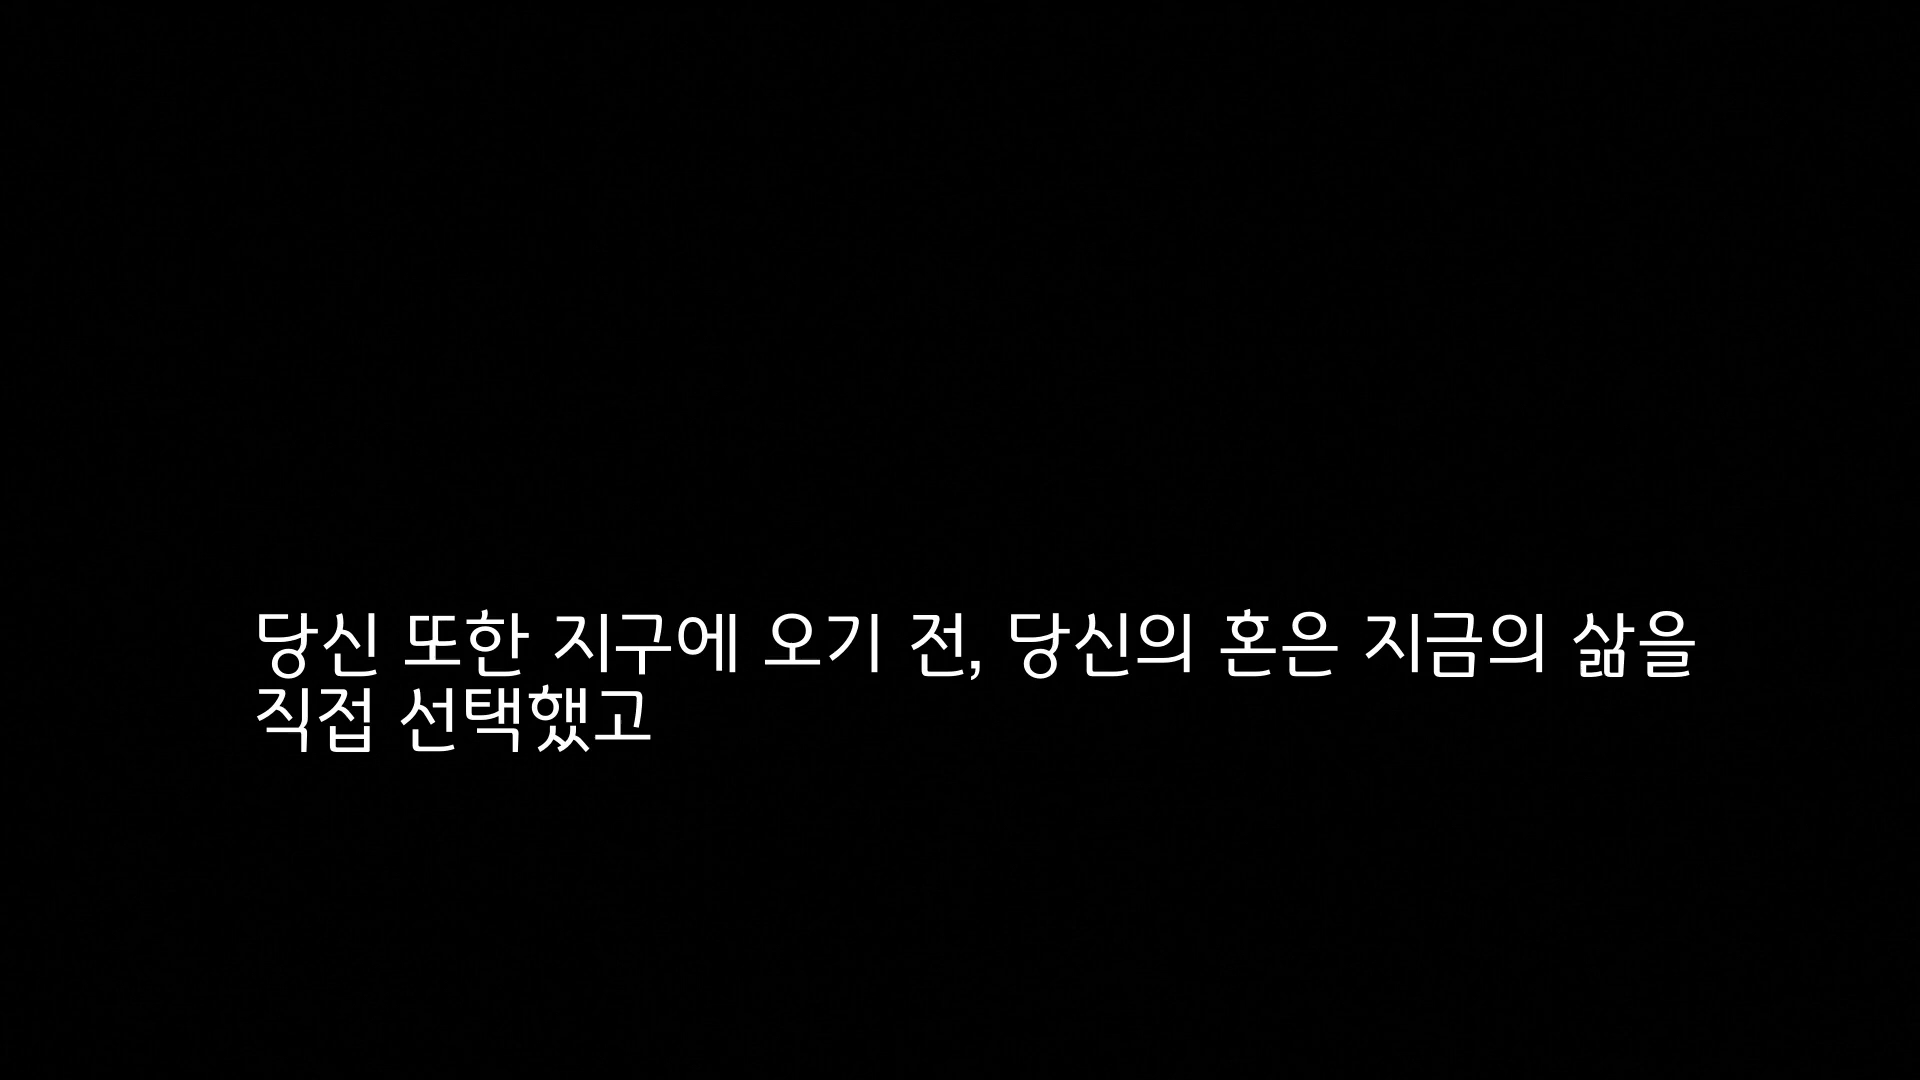 당신 또한 지구에 오기 전, 당신의 혼은 지금의 삶을
직접 선택했고